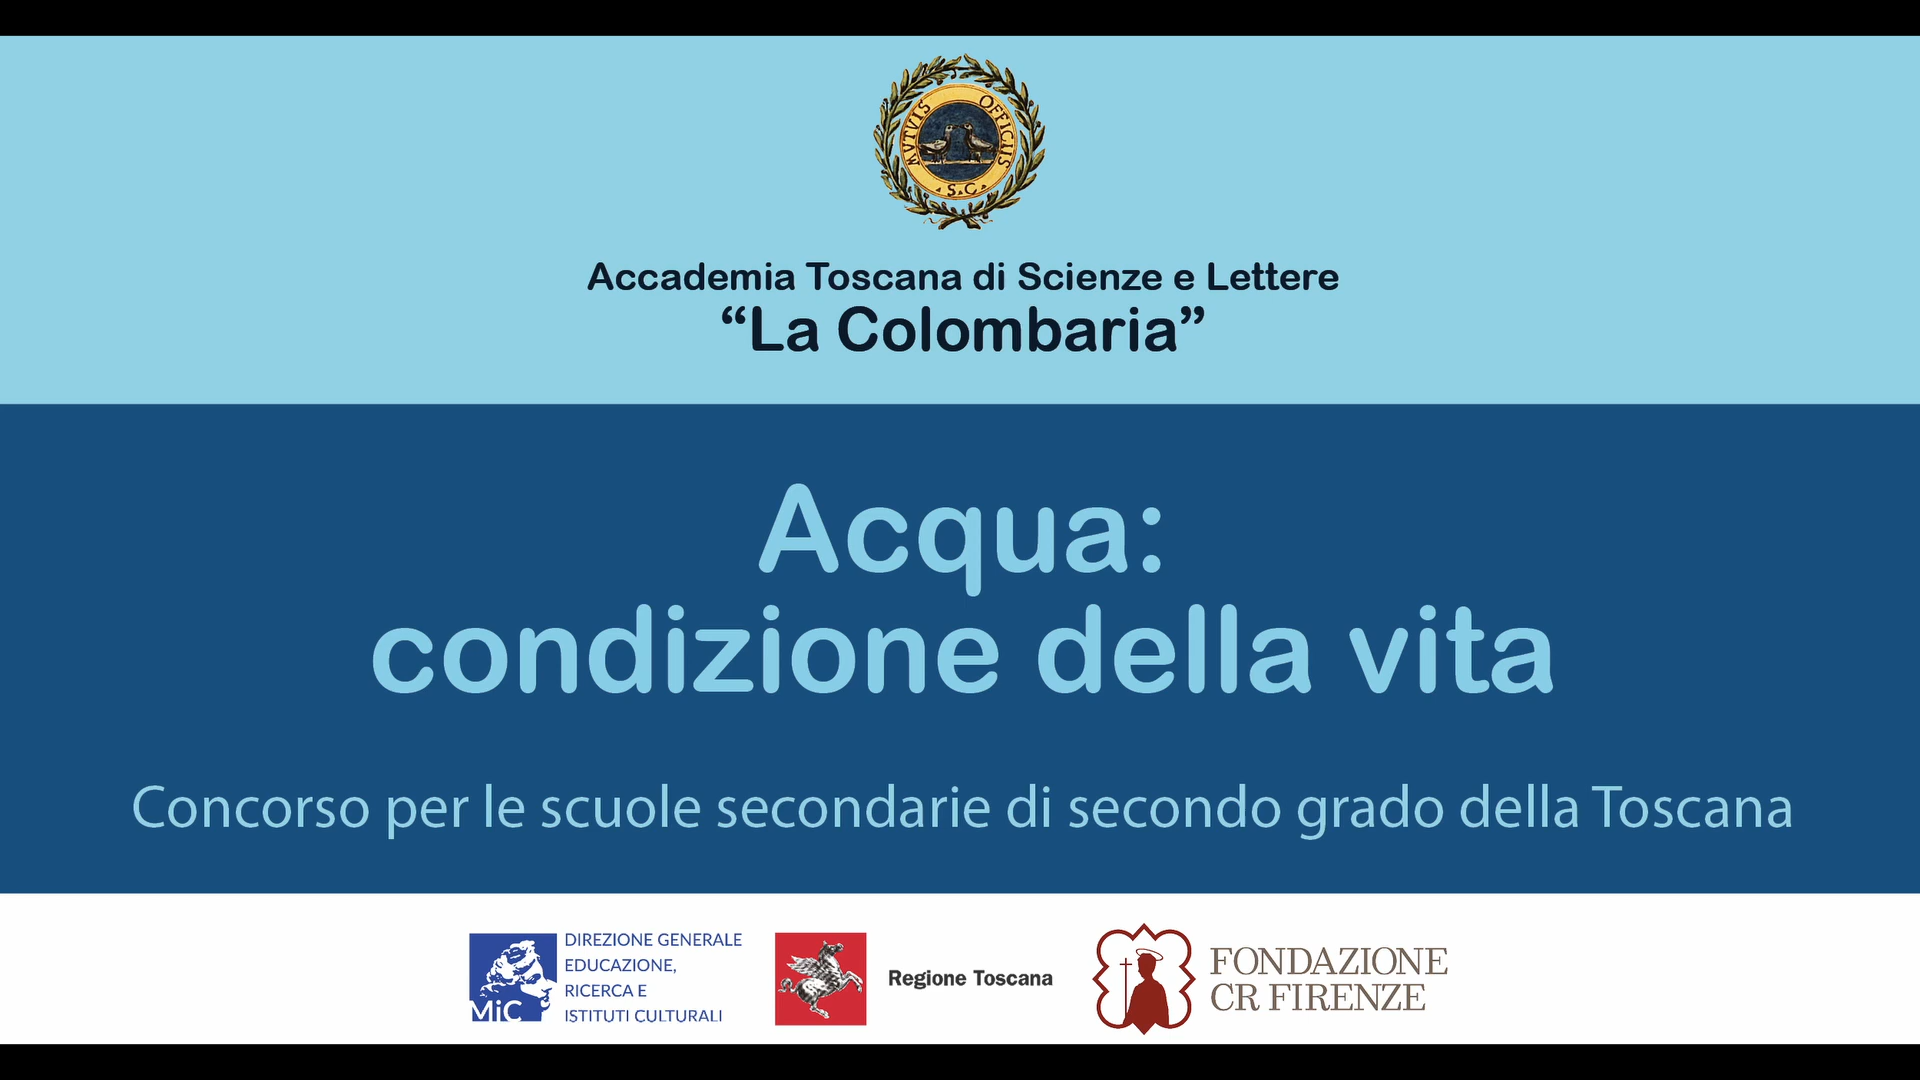 MVTVIS OFFICIIS
S.C.
Accademia Toscana di Scienze e Lettere
“La Colombaria”
Acqua:
condizione della vita
Concorso per le scuole secondarie di secondo grado della Toscana
MiC
DIREZIONE GENERALE
EDUCAZIONE,
RICERCA E
ISTITUTI CULTURALI
Regione Toscana
FONDAZIONE
CR FIRENZE